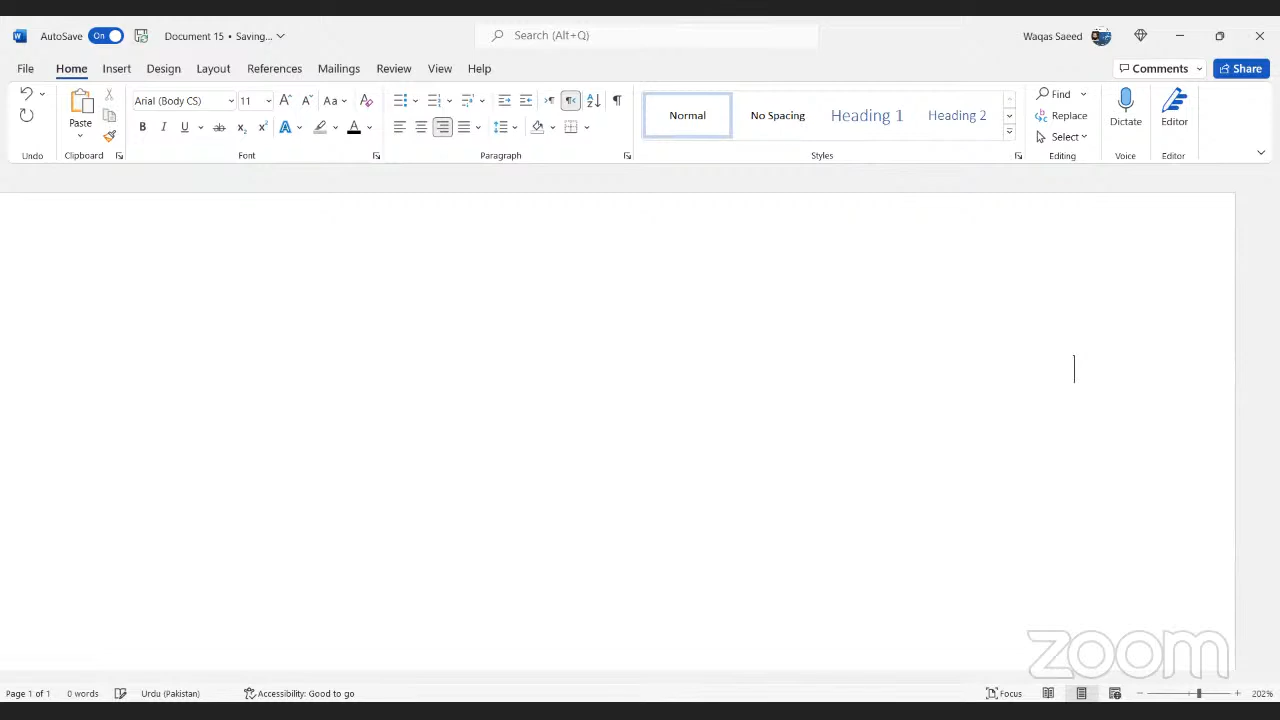 AutoSave On Document 15 • Saving... Search (Alt+Q) Waqas Saeed
File Home Insert Design Layout References Mailings Review View Help Comments Share
Arial (Body CS) 11 Aa
Paste
Normal No Spacing Heading 1 Heading 2
Find
Replace
Select
Dictate Editor
Undo Clipboard Font Paragraph Styles Editing Voice Editor
zoom
Page 1 of 1 0 words Urdu (Pakistan) Accessibility: Good to go Focus 202%